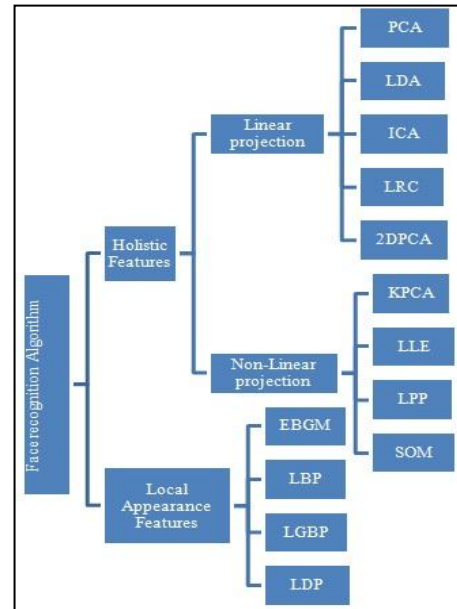 Face recognition Algorithm
Holistic
Features
Linear
projection
PCA
LDA
ICA
LRC
2DPCA
Non-Linear
projection
KPCA
LLE
LPP
SOM
Local
Appearance
Features
EBGM
LBP
LGBP
LDP